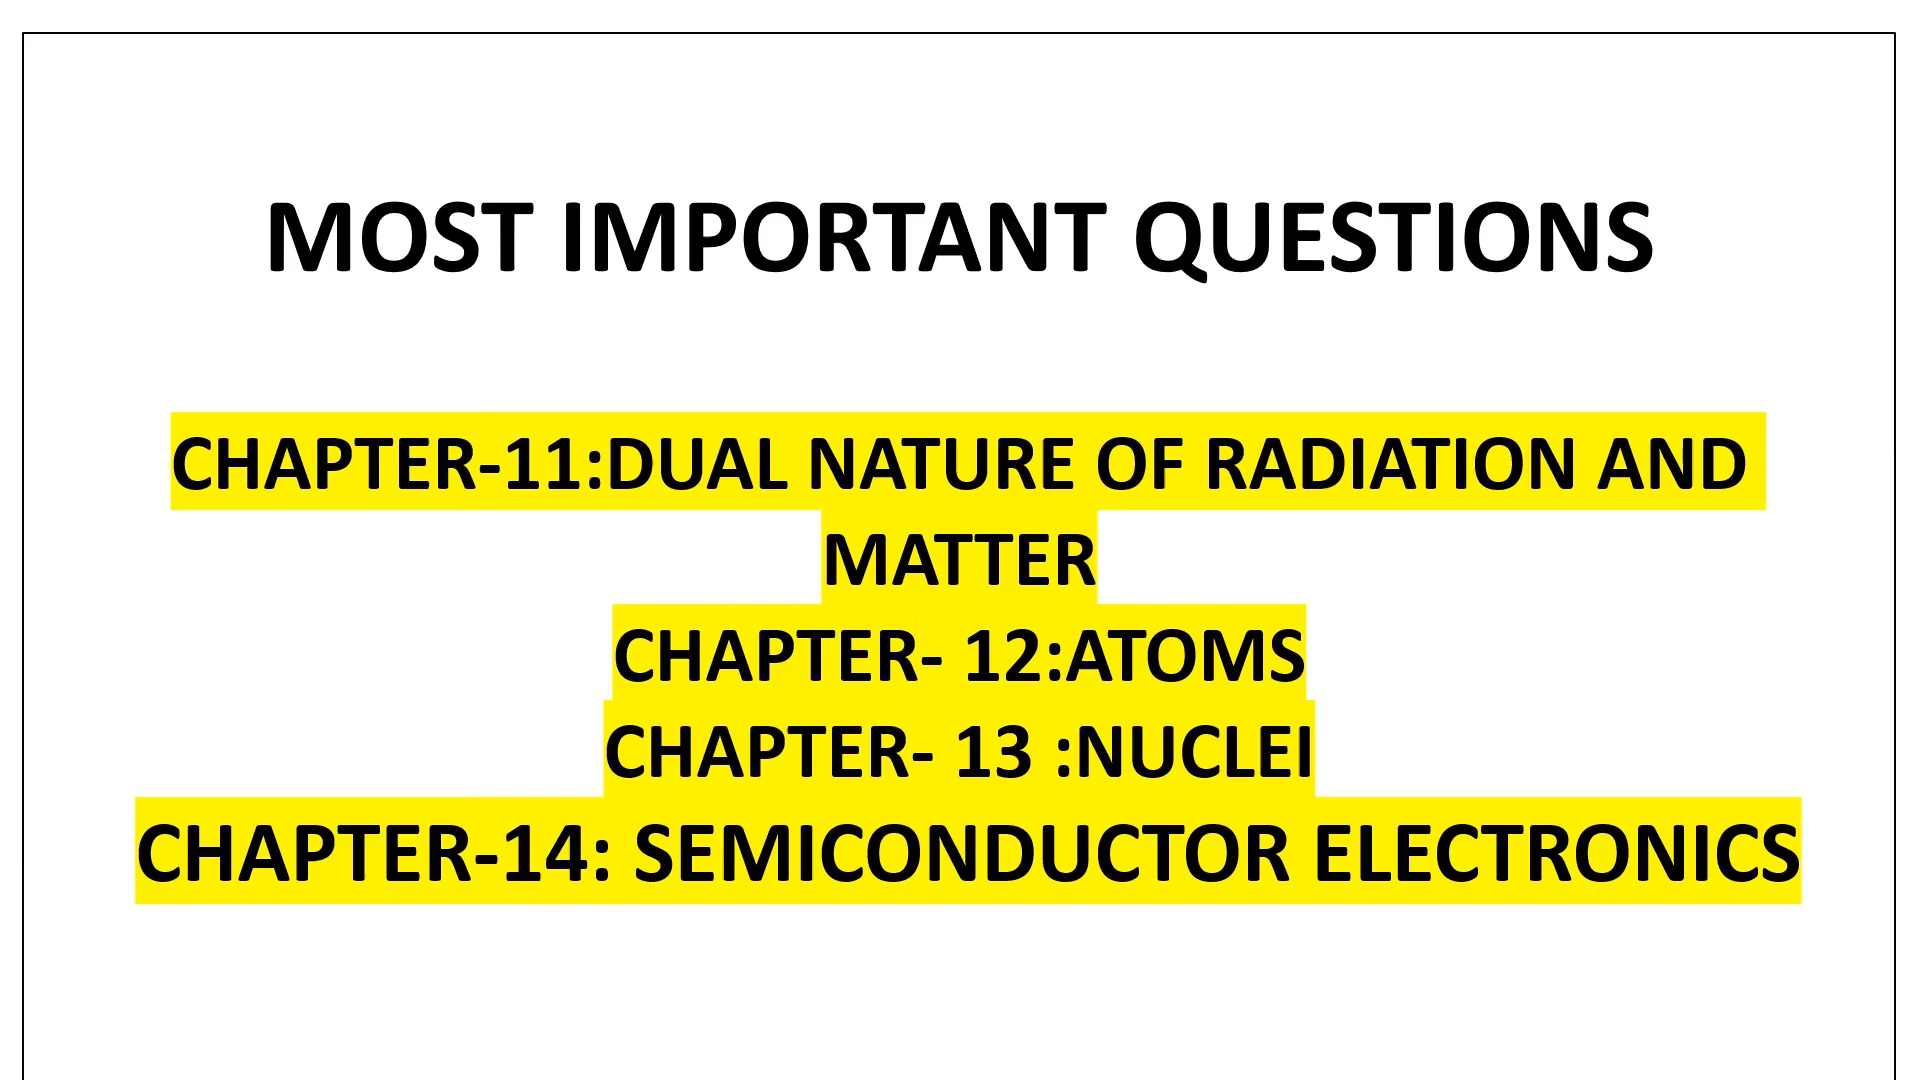 MOST IMPORTANT QUESTIONS
CHAPTER-11:DUAL NATURE OF RADIATION AND
MATTER
CHAPTER- 12:ATOMS
CHAPTER- 13 :NUCLEI
CHAPTER-14: SEMICONDUCTOR ELECTRONICS